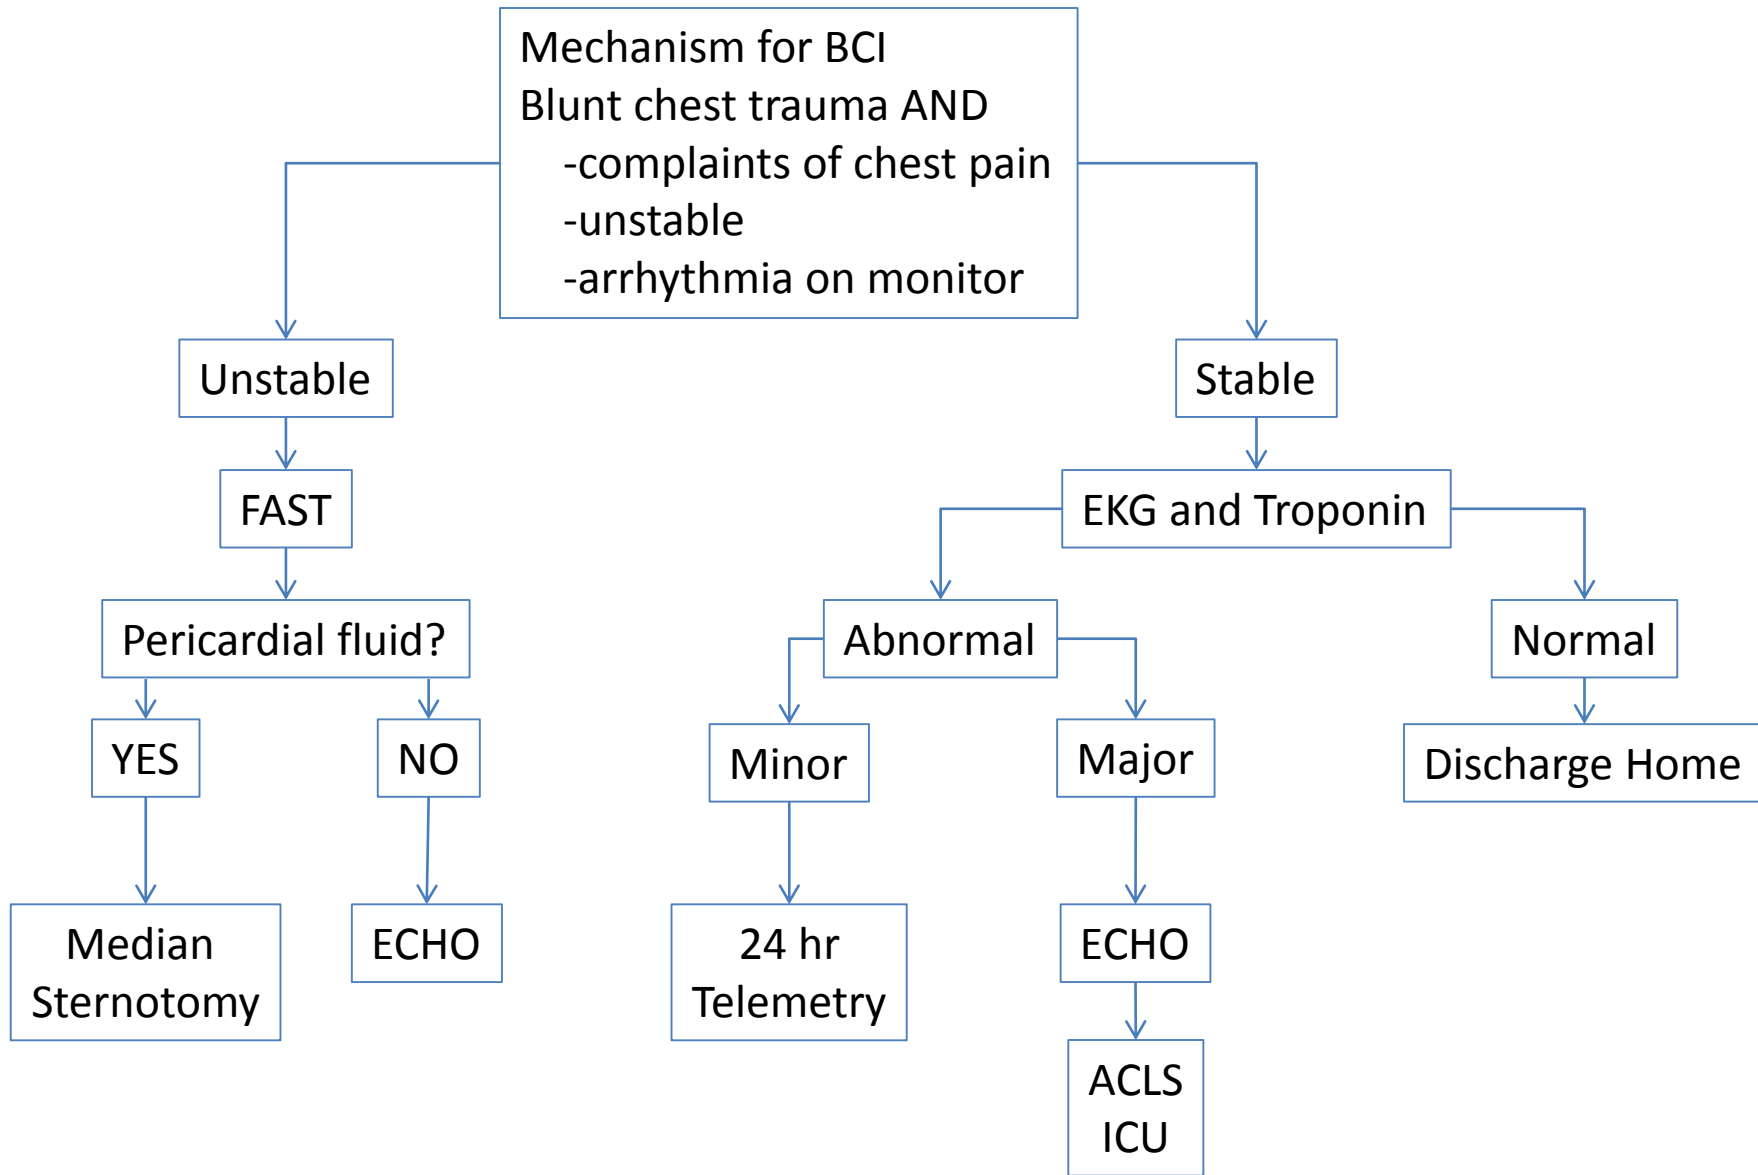 Mechanism for BCI
Blunt chest trauma AND
-complaints of chest pain
-unstable
-arrhythmia on monitor
Unstable
Stable
FAST
EKG and Troponin
Pericardial fluid?
Abnormal
Normal
YES
NO
Minor
Major
Discharge Home
Median
Sternotomy
ECHO
24 hr
Telemetry
ECHO
ACLS
ICU